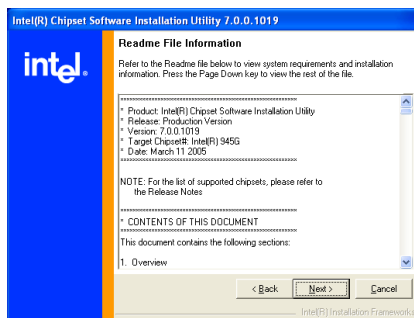 Intel(R) Chipset Software Installation Utility 7.0.0.1019
intel.
Readme File Information
Refer to the Readme file below to view system requirements and installation
information. Press the Page Down key to view the rest of the file.
************************************************************
* Product: Intel(R) Chipset Software Installation Utility
* Release: Production Version
* Version: 7.0.0.1019
* Target Chipset#: Intel(R) 945G
* Date: March 11 2005
************************************************************
NOTE: For the list of supported chipsets, please refer to
the Release Notes
************************************************************
* CONTENTS OF THIS DOCUMENT
************************************************************
This document contains the following sections:
1. Overview
< Back
Next >
Cancel
Intel(R) Installation Framework